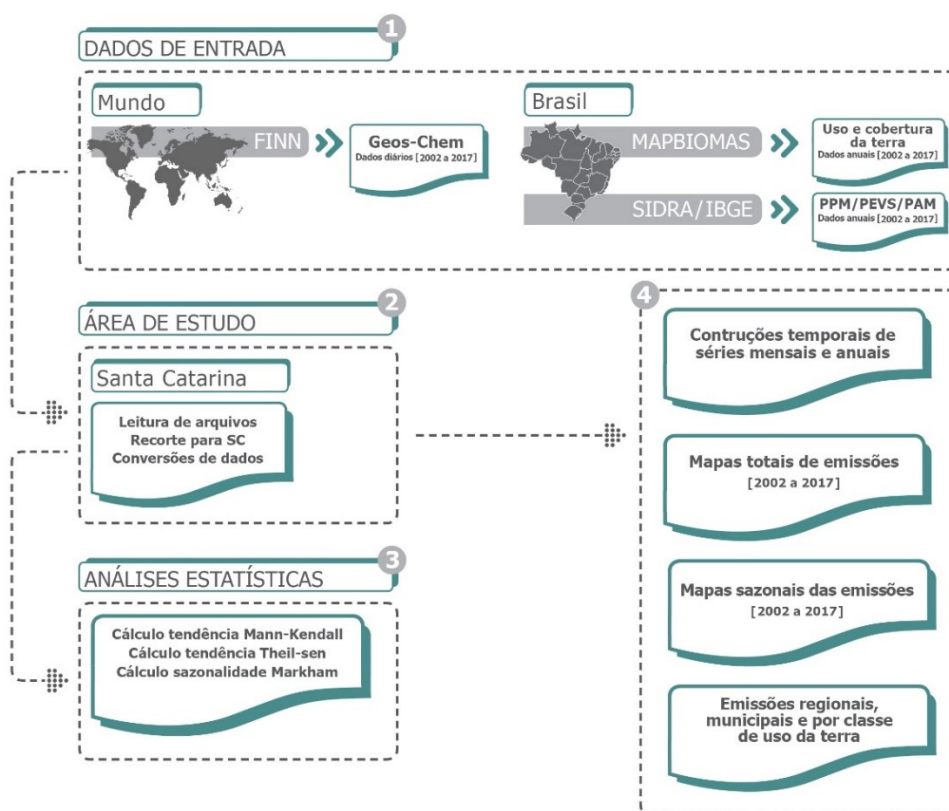 1
DADOS DE ENTRADA
Mundo
FINN
Geos-Chem
Dados diários [2002 a 2017]
Brasil
MAPBIOMAS
Uso e cobertura
da terra
Dados anuais [2002 a 2017]
SIDRA/IBGE
PPM/PEVS/PAM
Dados anuais [2002 a 2017]
2
ÁREA DE ESTUDO
Santa Catarina
Leitura de arquivos
Recorte para SC
Conversões de dados
3
ANÁLISES ESTATÍSTICAS
Cálculo tendência Mann-Kendall
Cálculo tendência Theil-sen
Cálculo sazonalidade Markham
4
Contruções temporais de
séries mensais e anuais
Mapas totais de emissões
[2002 a 2017]
Mapas sazonais das emissões
[2002 a 2017]
Emissões regionais,
municipais e por classe
de uso da terra